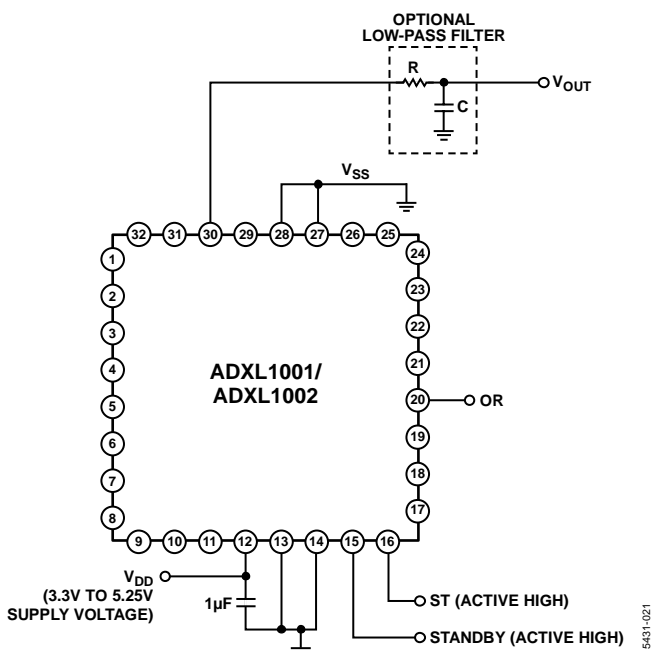 OPTIONAL
LOW-PASS FILTER
R
C
VOUT
VSS
32 31 30 29 28 27 26 25
1
2
3
4
5
6
7
8
24
23
22
21
20
19
18
17
ADXL1001/
ADXL1002
OR
9 10 11 12 13 14 15 16
VDD
(3.3V TO 5.25V
SUPPLY VOLTAGE)
1µF
ST (ACTIVE HIGH)
STANDBY (ACTIVE HIGH)
5431-021